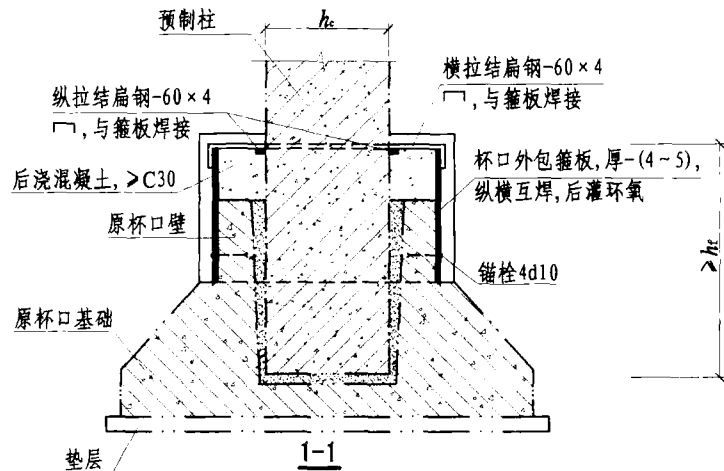 预制柱
hc
纵拉结扁钢-60×4
冖,与箍板焊接
横拉结扁钢-60×4
冖,与箍板焊接
后浇混凝土,≥C30
杯口外包箍板,厚-(4~5),
纵横互焊,后灌环氧
原杯口壁
锚栓4d10
≥hf
原杯口基础
垫层
1-1